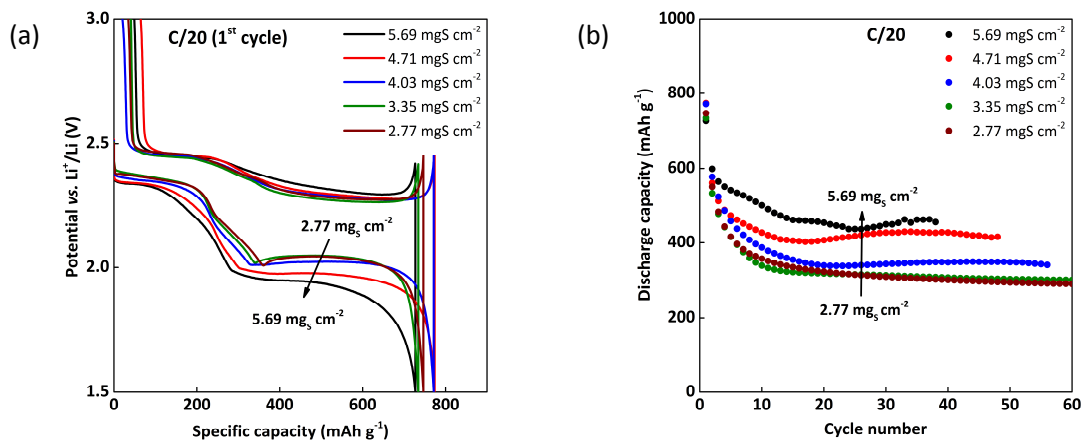 (a)
C/20 (1st cycle)
5.69 mgS cm-2
4.71 mgS cm-2
4.03 mgS cm-2
3.35 mgS cm-2
2.77 mgS cm-2
2.77 mgS cm-2
5.69 mgS cm-2
Potential vs. Li+/Li (V)
3.0
2.5
2.0
1.5
0
200
400
600
800
Specific capacity (mAh g-1)
(b)
C/20
5.69 mgS cm-2
4.71 mgS cm-2
4.03 mgS cm-2
3.35 mgS cm-2
2.77 mgS cm-2
5.69 mgS cm-2
2.77 mgS cm-2
Discharge capacity (mAh g-1)
1000
800
600
400
200
0
0
10
20
30
40
50
60
Cycle number